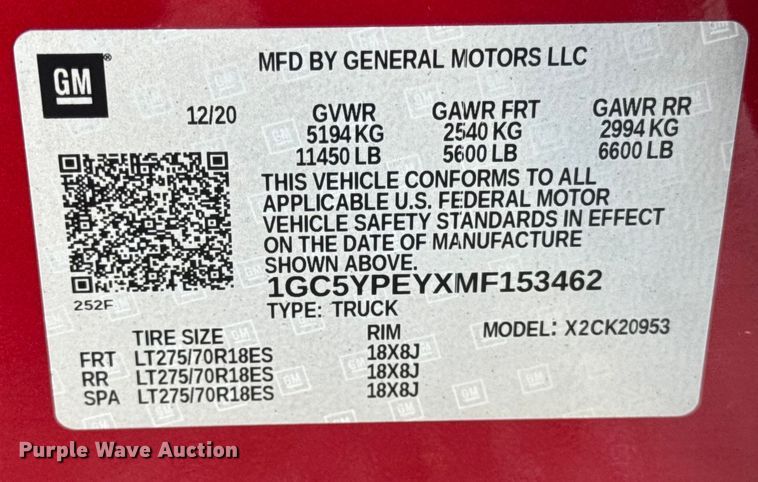 GM
MFD BY GENERAL MOTORS LLC
12/20 GVWR GAWR FRT GAWR RR
5194 KG 2540 KG 2994 KG
11450 LB 5600 LB 6600 LB
THIS VEHICLE CONFORMS TO ALL
APPLICABLE U.S. FEDERAL MOTOR
VEHICLE SAFETY STANDARDS IN EFFECT
ON THE DATE OF MANUFACTURE
SHOWN ABOVE.
252F
1GC5YPEYXMF153462
TYPE: TRUCK
MODEL: X2CK20953
TIRE SIZE RIM
FRT LT275/70R18ES 18X8J
RR LT275/70R18ES 18X8J
SPA LT275/70R18ES 18X8J
Purple Wave Auction